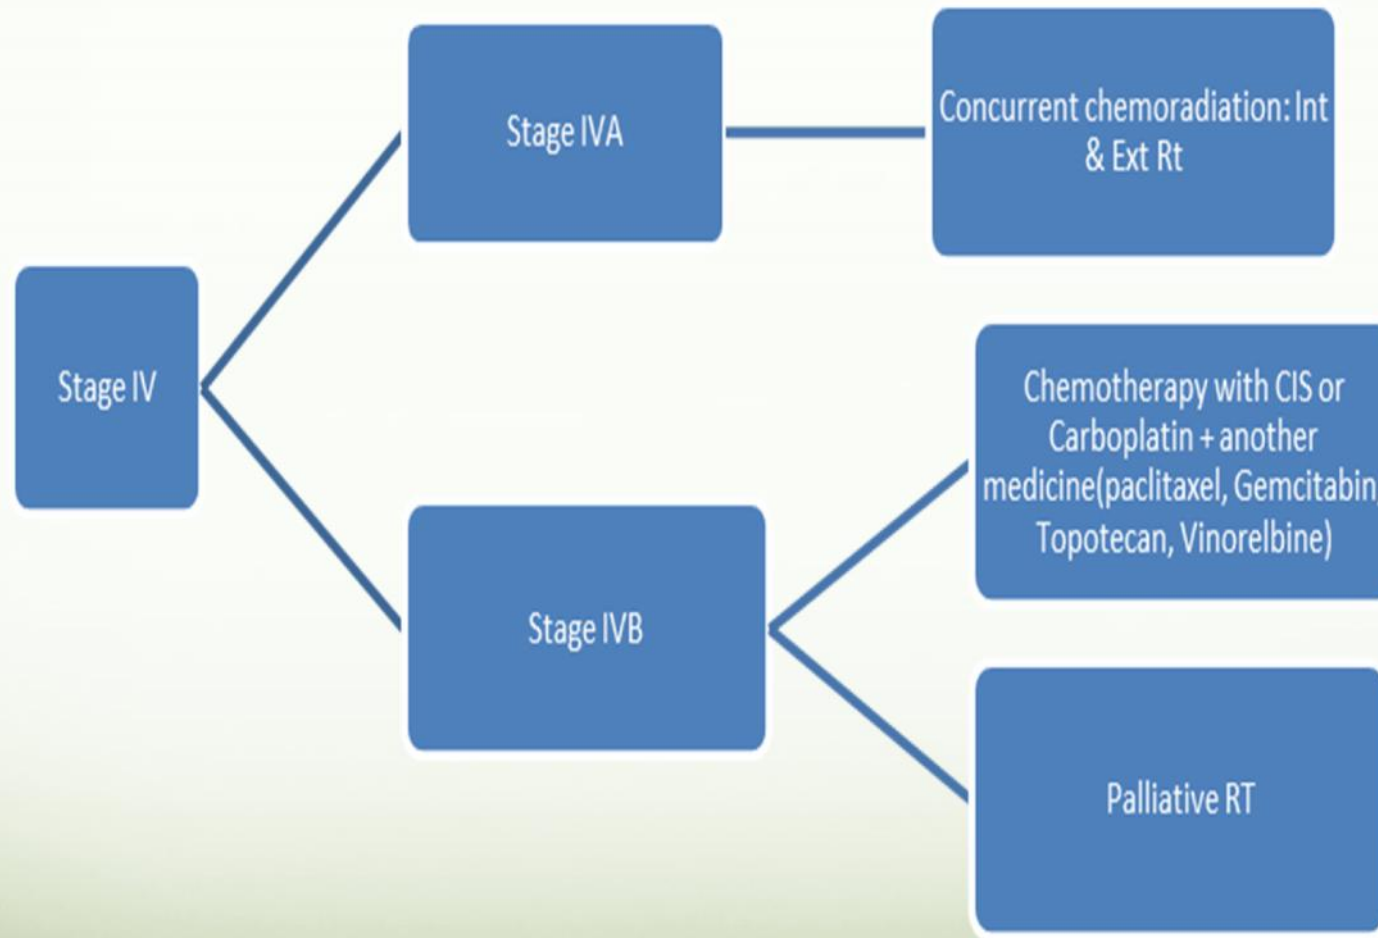 Stage IV
Stage IVA
Concurrent chemoradiation: Int
& Ext Rt
Stage IVB
Chemotherapy with CIS or
Carboplatin + another
medicine(paclitaxel, Gemcitabin,
Topotecan, Vinorelbine)
Palliative RT